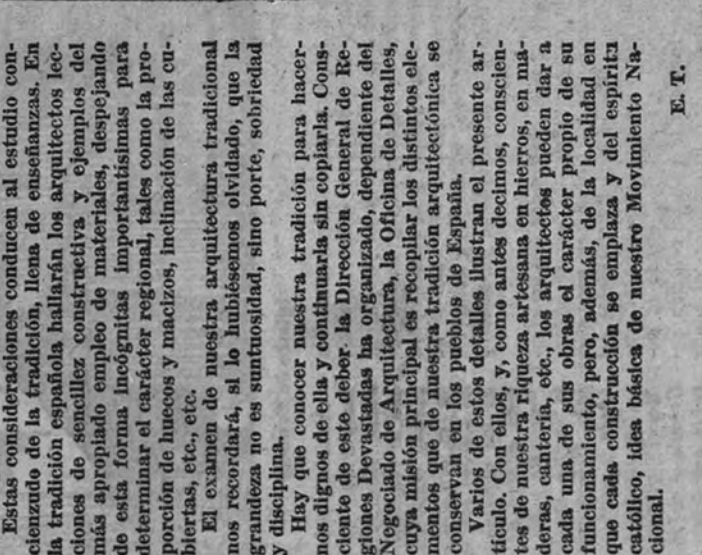 Estas consideraciones conducen al estudio con-
cienzudo de la tradición, llena de enseñanzas. En
la tradición española hallarán los arquitectos lec-
ciones de sencillez constructiva y ejemplos del
más apropiado empleo de materiales, despejando
de esta forma incógnitas importantísimas para
determinar el carácter regional, tales como la pro-
porción de huecos y macizos, inclinación de las cu-
biertas, etc., etc.
El examen de nuestra arquitectura tradicional
nos recordará, si lo hubiésemos olvidado, que la
grandeza no es suntuosidad, sino porte, sobriedad
y disciplina.
Hay que conocer nuestra tradición para hacer-
nos dignos de ella y continuarla sin copiarla. Cons-
ciente de este deber la Dirección General de Re-
giones Devastadas ha organizado, dependiente del
Negociado de Arquitectura, la Oficina de Detalles,
cuya misión principal es recopilar los distintos ele-
mentos que de nuestra tradición arquitectónica se
conservan en los pueblos de España.
Varios de estos detalles ilustran el presente ar-
tículo. Con ellos, y, como antes decimos, conscien-
tes de nuestra riqueza artesana en hierros, en ma-
deras, cantería, etc., los arquitectos pueden dar a
cada una de sus obras el carácter propio de su
funcionamiento, pero, además, de la localidad en
que cada construcción se emplaza y del espíritu
católico, idea básica de nuestro Movimiento Na-
cional.
E. T.